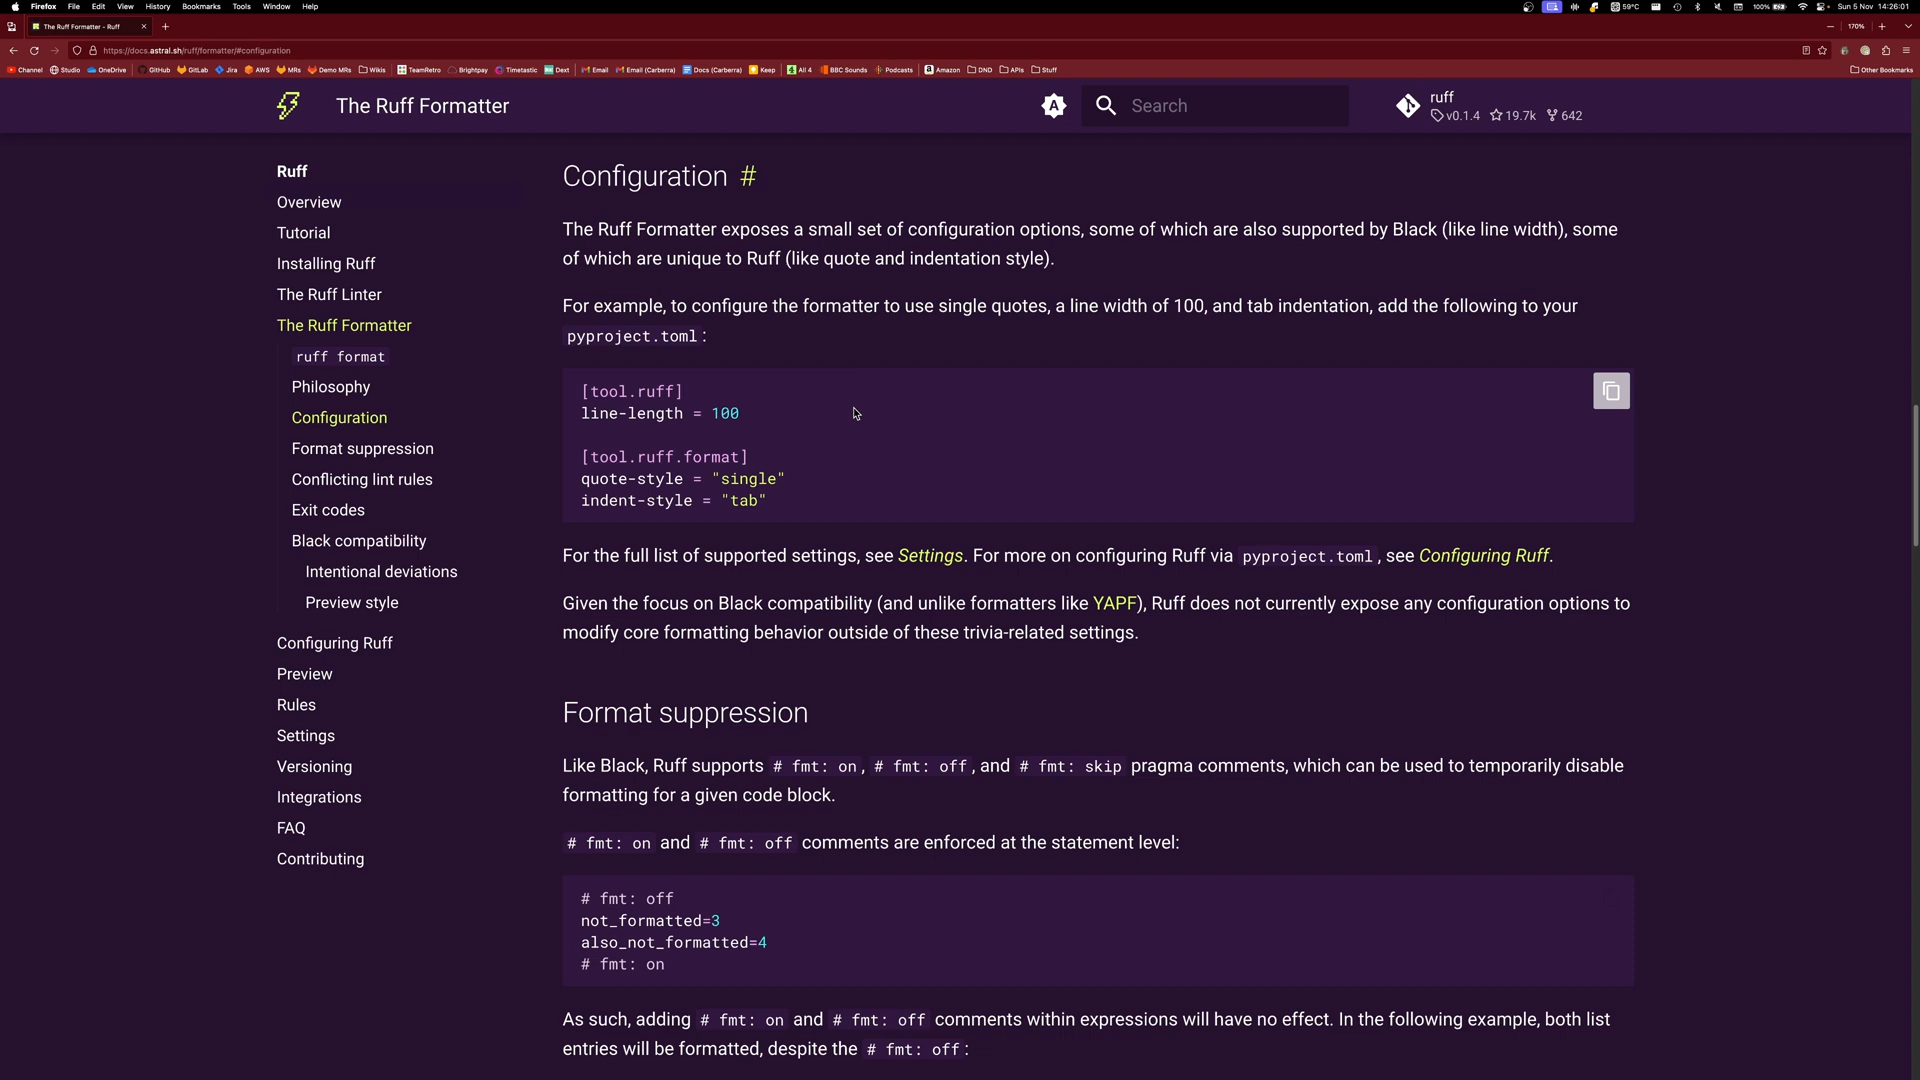 Firefox File Edit View History Bookmarks Tools Window Help
59°C 100% Sun 5 Nov 14:26:01
The Ruff Formatter - Ruff
170%
https://docs.astral.sh/ruff/formatter/#configuration
Channel Studio OneDrive GitHub GitLab Jira AWS MRs Demo MRs Wikis TeamRetro Brightpay Timetastic Dext Email Email (Carberra) Docs (Carberra) Keep All 4 BBC Sounds Podcasts Amazon DND APIs Stuff Other Bookmarks
The Ruff Formatter
A
Search
ruff
v0.1.4 19.7k 642
Ruff
Overview
Tutorial
Installing Ruff
The Ruff Linter
The Ruff Formatter
ruff format
Philosophy
Configuration
Format suppression
Conflicting lint rules
Exit codes
Black compatibility
Intentional deviations
Preview style
Configuring Ruff
Preview
Rules
Settings
Versioning
Integrations
FAQ
Contributing
Configuration #
The Ruff Formatter exposes a small set of configuration options, some of which are also supported by Black (like line width), some
of which are unique to Ruff (like quote and indentation style).
For example, to configure the formatter to use single quotes, a line width of 100, and tab indentation, add the following to your
pyproject.toml:
[tool.ruff]
line-length = 100
[tool.ruff.format]
quote-style = "single"
indent-style = "tab"
For the full list of supported settings, see Settings. For more on configuring Ruff via pyproject.toml, see Configuring Ruff.
Given the focus on Black compatibility (and unlike formatters like YAPF), Ruff does not currently expose any configuration options to
modify core formatting behavior outside of these trivia-related settings.
Format suppression
Like Black, Ruff supports # fmt: on, # fmt: off, and # fmt: skip pragma comments, which can be used to temporarily disable
formatting for a given code block.
# fmt: on and # fmt: off comments are enforced at the statement level:
# fmt: off
not_formatted=3
also_not_formatted=4
# fmt: on
As such, adding # fmt: on and # fmt: off comments within expressions will have no effect. In the following example, both list
entries will be formatted, despite the # fmt: off: